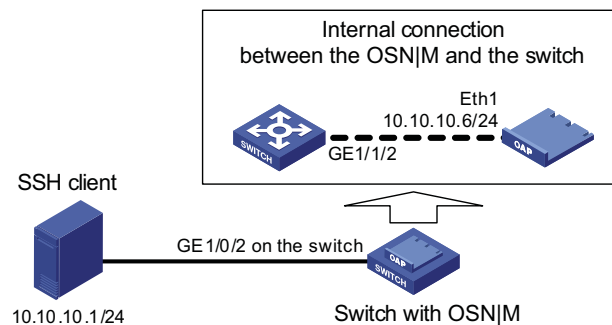 Internal connection
between the OSN|M and the switch
Eth1
10.10.10.6/24
SWITCH
GE1/1/2
OAP
SSH client
GE1/0/2 on the switch
OAP
SWITCH
10.10.10.1/24
Switch with OSN|M